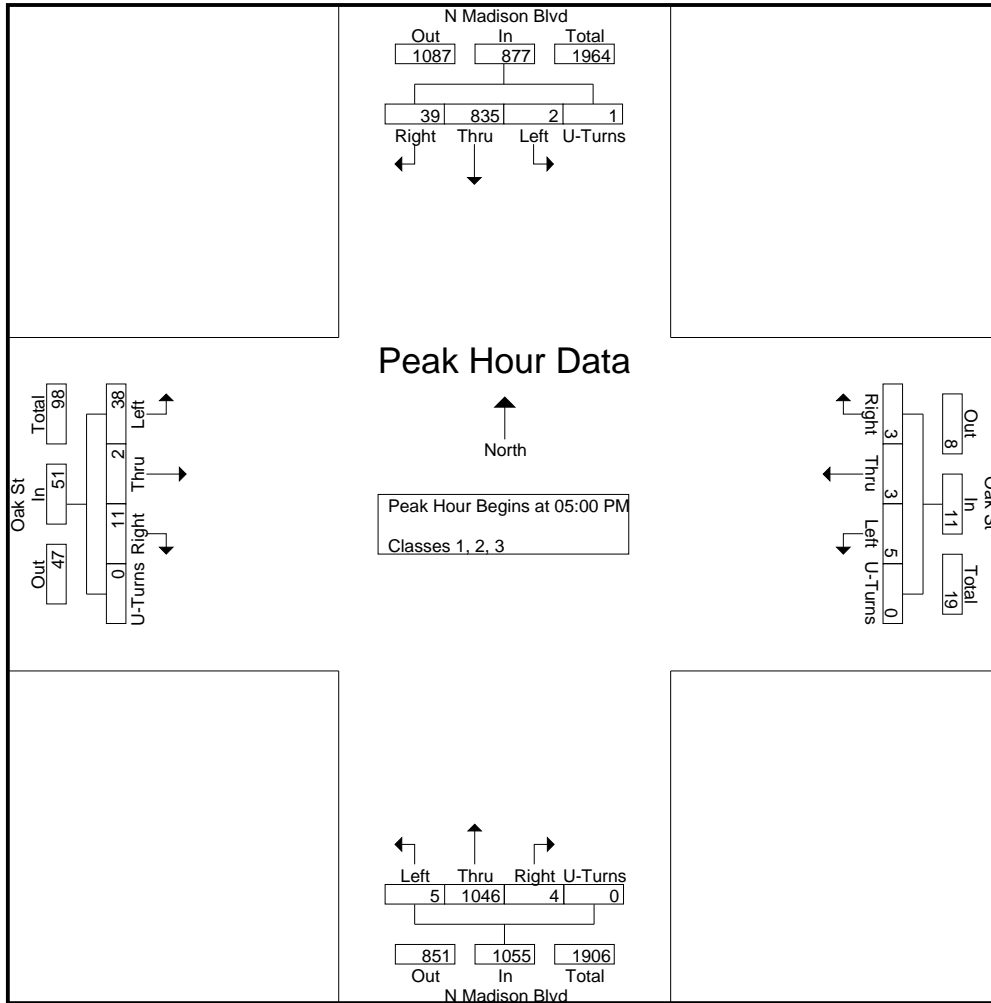 N Madison Blvd
Out In Total
1087 877 1964
39 835 2 1
Right Thru Left U-Turns
Peak Hour Data
North
Peak Hour Begins at 05:00 PM
Classes 1, 2, 3
Oak St
Total In Out
98 51 47
38 2 11 0
Left Thru Right U-Turns
Oak St
Out In Total
8 11 19
3 3 5 0
Right Thru Left U-Turns
Left Thru Right U-Turns
5 1046 4 0
851 1055 1906
Out In Total
N Madison Blvd